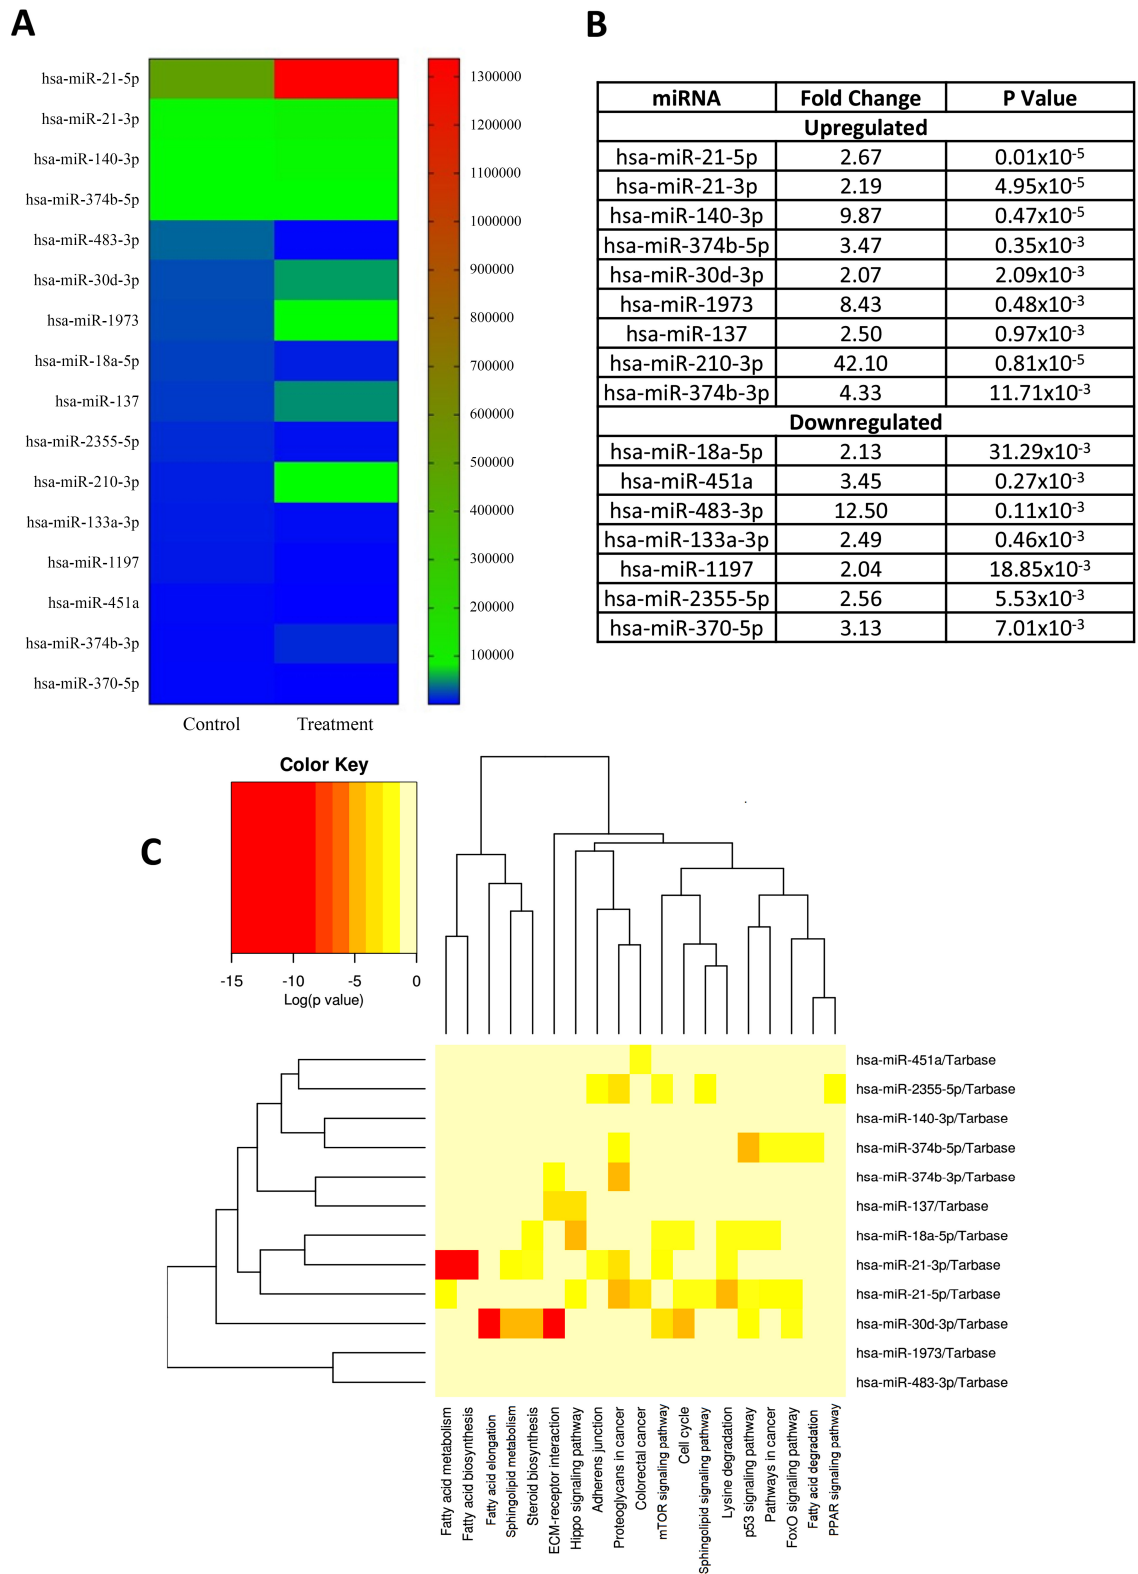 A
hsa-miR-21-5p
hsa-miR-21-3p
hsa-miR-140-3p
hsa-miR-374b-5p
hsa-miR-483-3p
hsa-miR-30d-3p
hsa-miR-1973
hsa-miR-18a-5p
hsa-miR-137
hsa-miR-2355-5p
hsa-miR-210-3p
hsa-miR-133a-3p
hsa-miR-1197
hsa-miR-451a
hsa-miR-374b-3p
hsa-miR-370-5p
Control Treatment
1300000
1200000
1100000
1000000
900000
800000
700000
600000
500000
400000
300000
200000
100000
B
miRNA Fold Change P Value
Upregulated
hsa-miR-21-5p 2.67 0.01x10-5
hsa-miR-21-3p 2.19 4.95x10-5
hsa-miR-140-3p 9.87 0.47x10-5
hsa-miR-374b-5p 3.47 0.35x10-3
hsa-miR-30d-3p 2.07 2.09x10-3
hsa-miR-1973 8.43 0.48x10-3
hsa-miR-137 2.50 0.97x10-3
hsa-miR-210-3p 42.10 0.81x10-5
hsa-miR-374b-3p 4.33 11.71x10-3
Downregulated
hsa-miR-18a-5p 2.13 31.29x10-3
hsa-miR-451a 3.45 0.27x10-3
hsa-miR-483-3p 12.50 0.11x10-3
hsa-miR-133a-3p 2.49 0.46x10-3
hsa-miR-1197 2.04 18.85x10-3
hsa-miR-2355-5p 2.56 5.53x10-3
hsa-miR-370-5p 3.13 7.01x10-3
C
Color Key
-15 -10 -5 0
Log(p value)
hsa-miR-451a/Tarbase
hsa-miR-2355-5p/Tarbase
hsa-miR-140-3p/Tarbase
hsa-miR-374b-5p/Tarbase
hsa-miR-374b-3p/Tarbase
hsa-miR-137/Tarbase
hsa-miR-18a-5p/Tarbase
hsa-miR-21-3p/Tarbase
hsa-miR-21-5p/Tarbase
hsa-miR-30d-3p/Tarbase
hsa-miR-1973/Tarbase
hsa-miR-483-3p/Tarbase
Fatty acid metabolism
Fatty acid biosynthesis
Fatty acid elongation
Sphingolipid metabolism
Steroid biosynthesis
ECM-receptor interaction
Hippo signaling pathway
Adherens junction
Proteoglycans in cancer
Colorectal cancer
mTOR signaling pathway
Cell cycle
Sphingolipid signaling pathway
Lysine degradation
p53 signaling pathway
Pathways in cancer
FoxO signaling pathway
Fatty acid degradation
PPAR signaling pathway